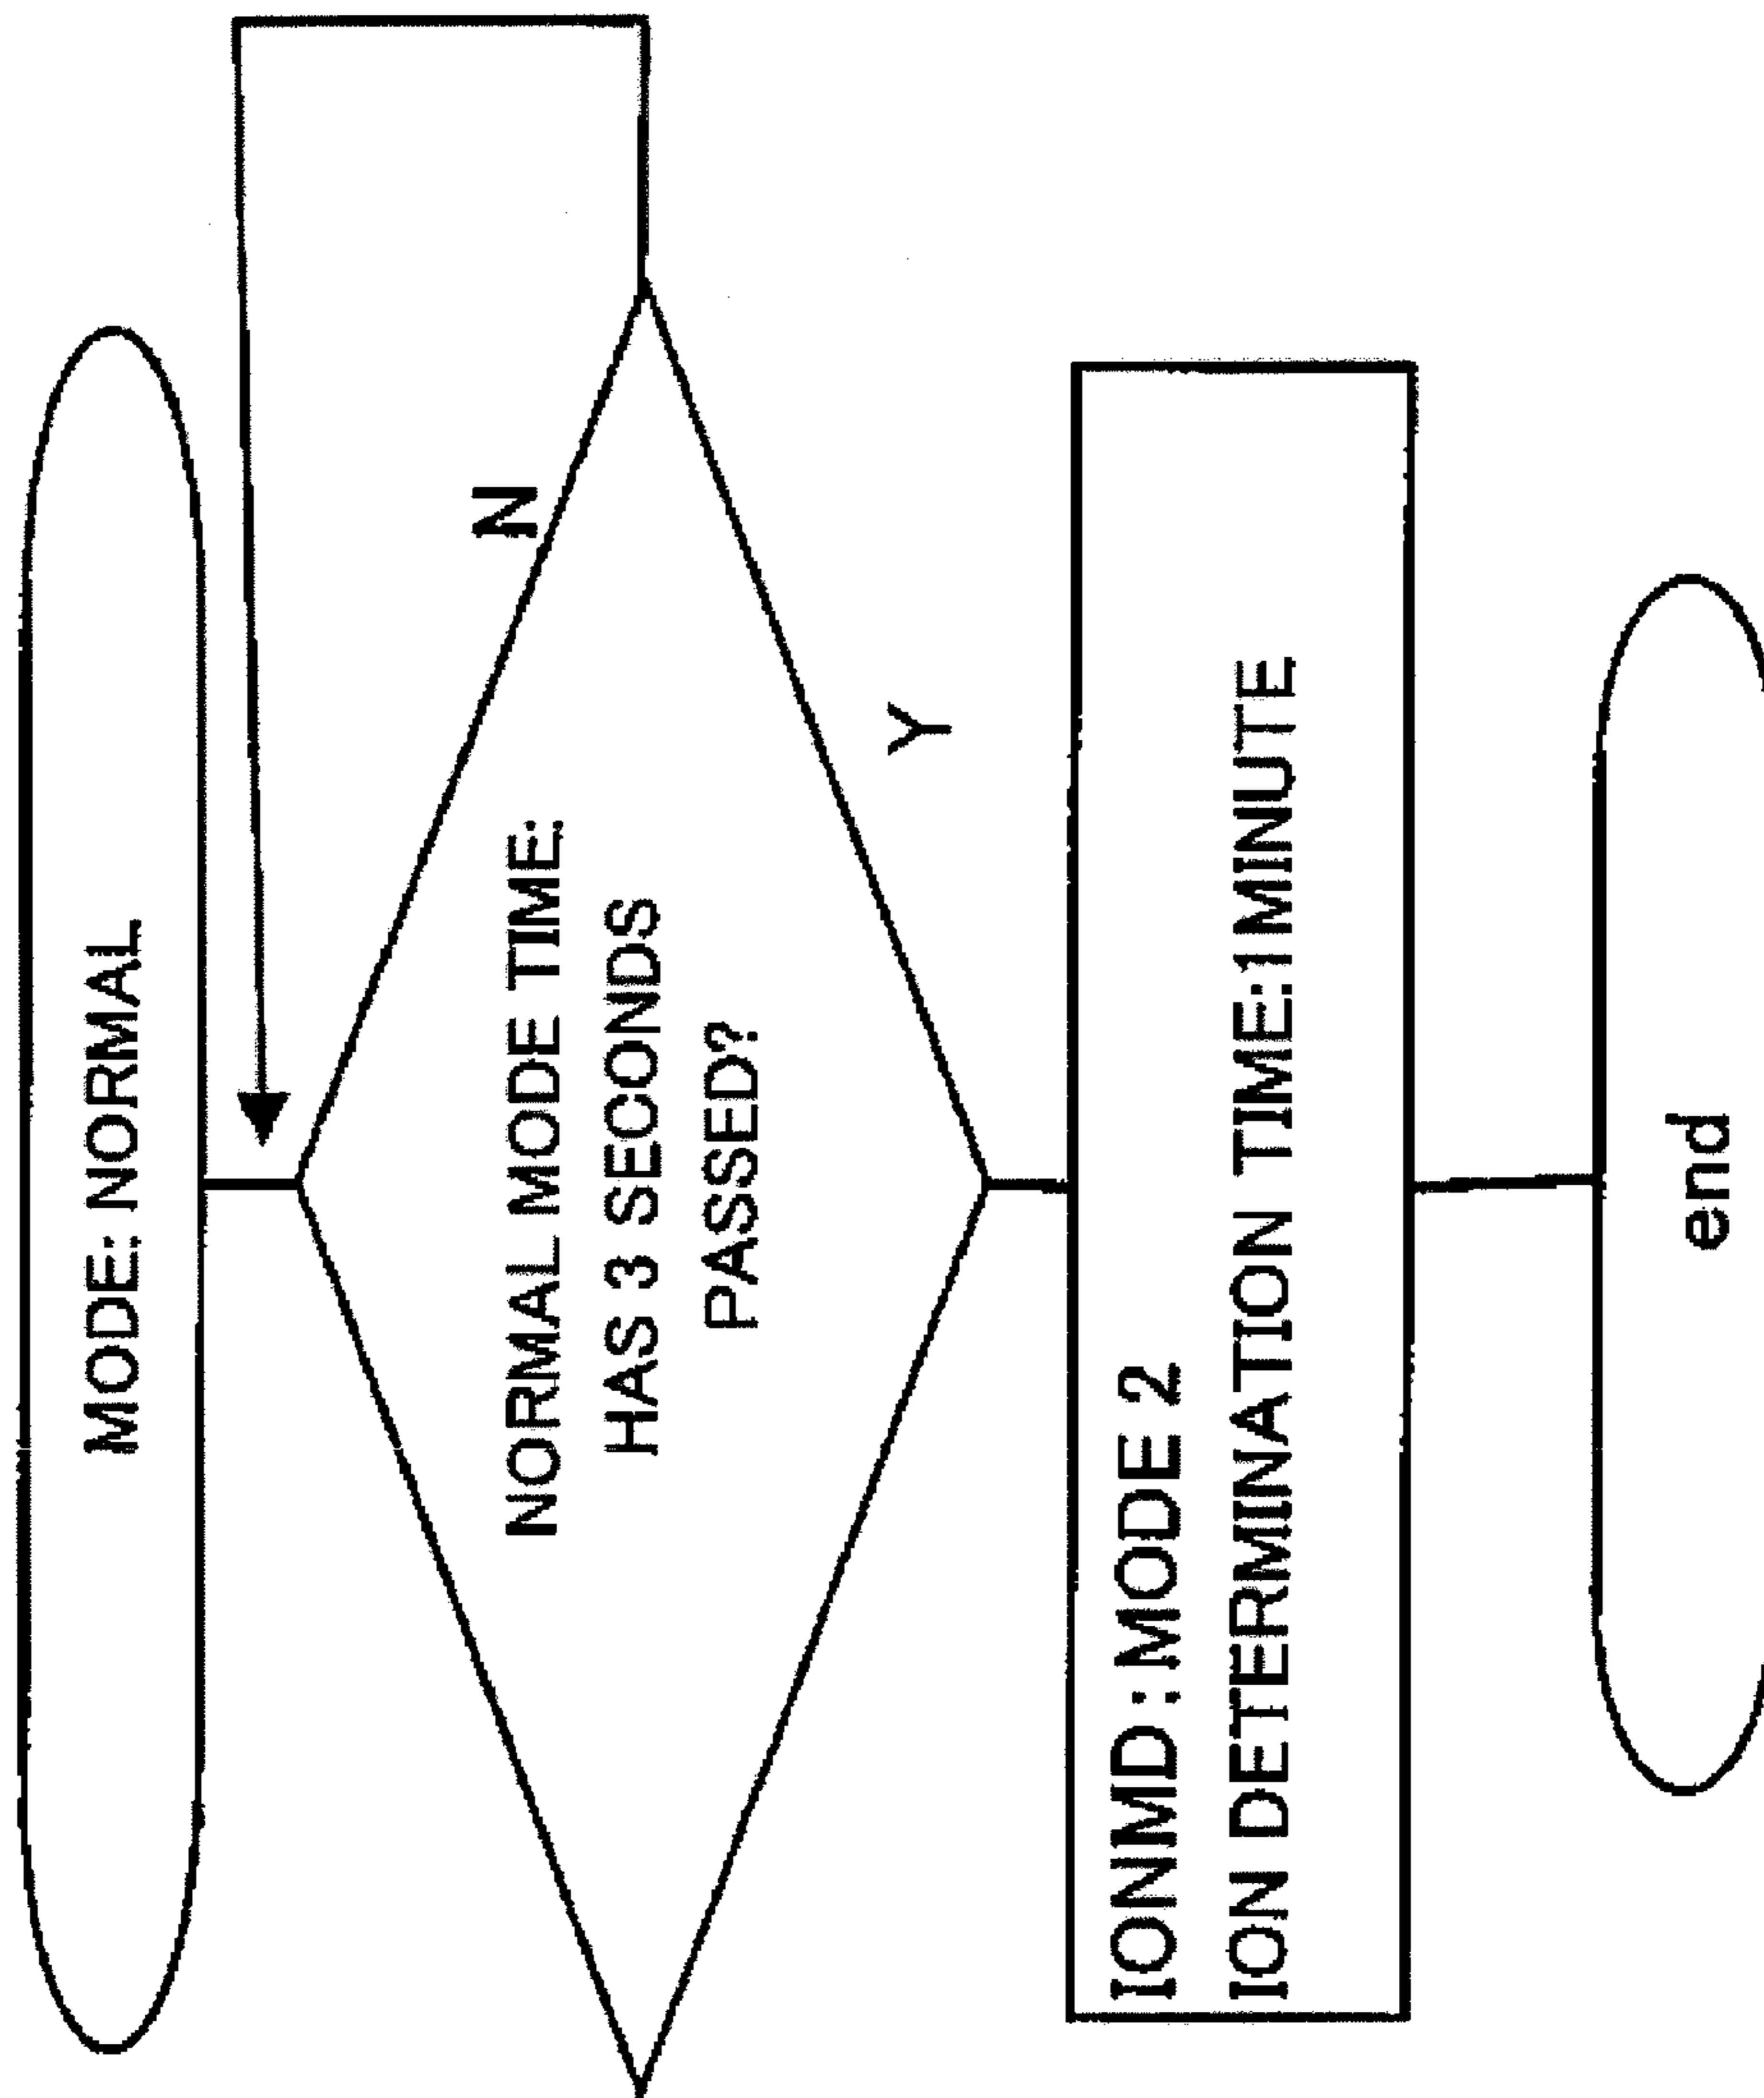 MODE: NORMAL
NORMAL MODE TIME:
HAS 3 SECONDS
PASSED?
N
Y
IONMD : MODE 2
ION DETERMINATION TIME:1MINUTE
end